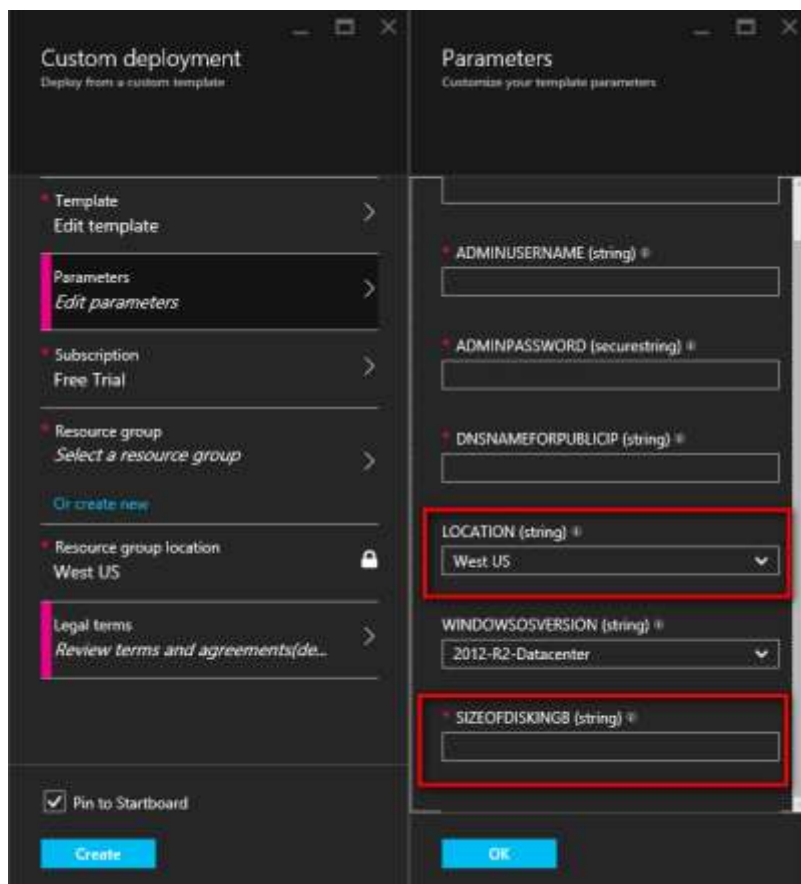 Custom deployment
Deploy from a custom template
* Template
Edit template
Parameters
Edit parameters
* Subscription
Free Trial
* Resource group
Select a resource group
Or create new
* Resource group location
West US
Legal terms
Review terms and agreements(de...
Pin to Startboard
Create
Parameters
Customize your template parameters
* ADMINUSERNAME (string)
* ADMINPASSWORD (securestring)
* DNSNAMEFORPUBLICIP (string)
LOCATION (string)
West US
WINDOWSOSVERSION (string)
2012-R2-Datacenter
* SIZEOFDISKINGB (string)
OK